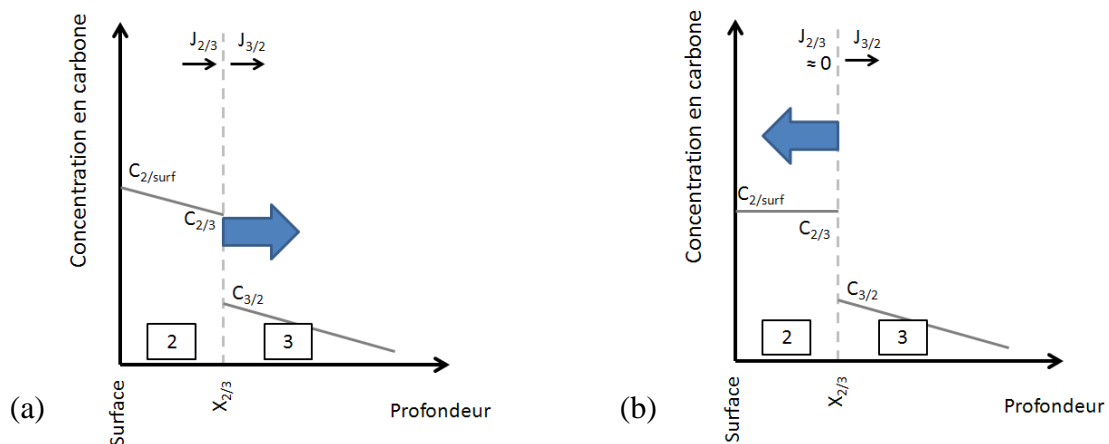 Concentration en carbone
J2/3 J3/2
C2/surf
C2/3
C3/2
2 3
Surface
X2/3
Profondeur
(a)
Concentration en carbone
J2/3 J3/2
≈ 0
C2/surf
C2/3
C3/2
2 3
Surface
X2/3
Profondeur
(b)